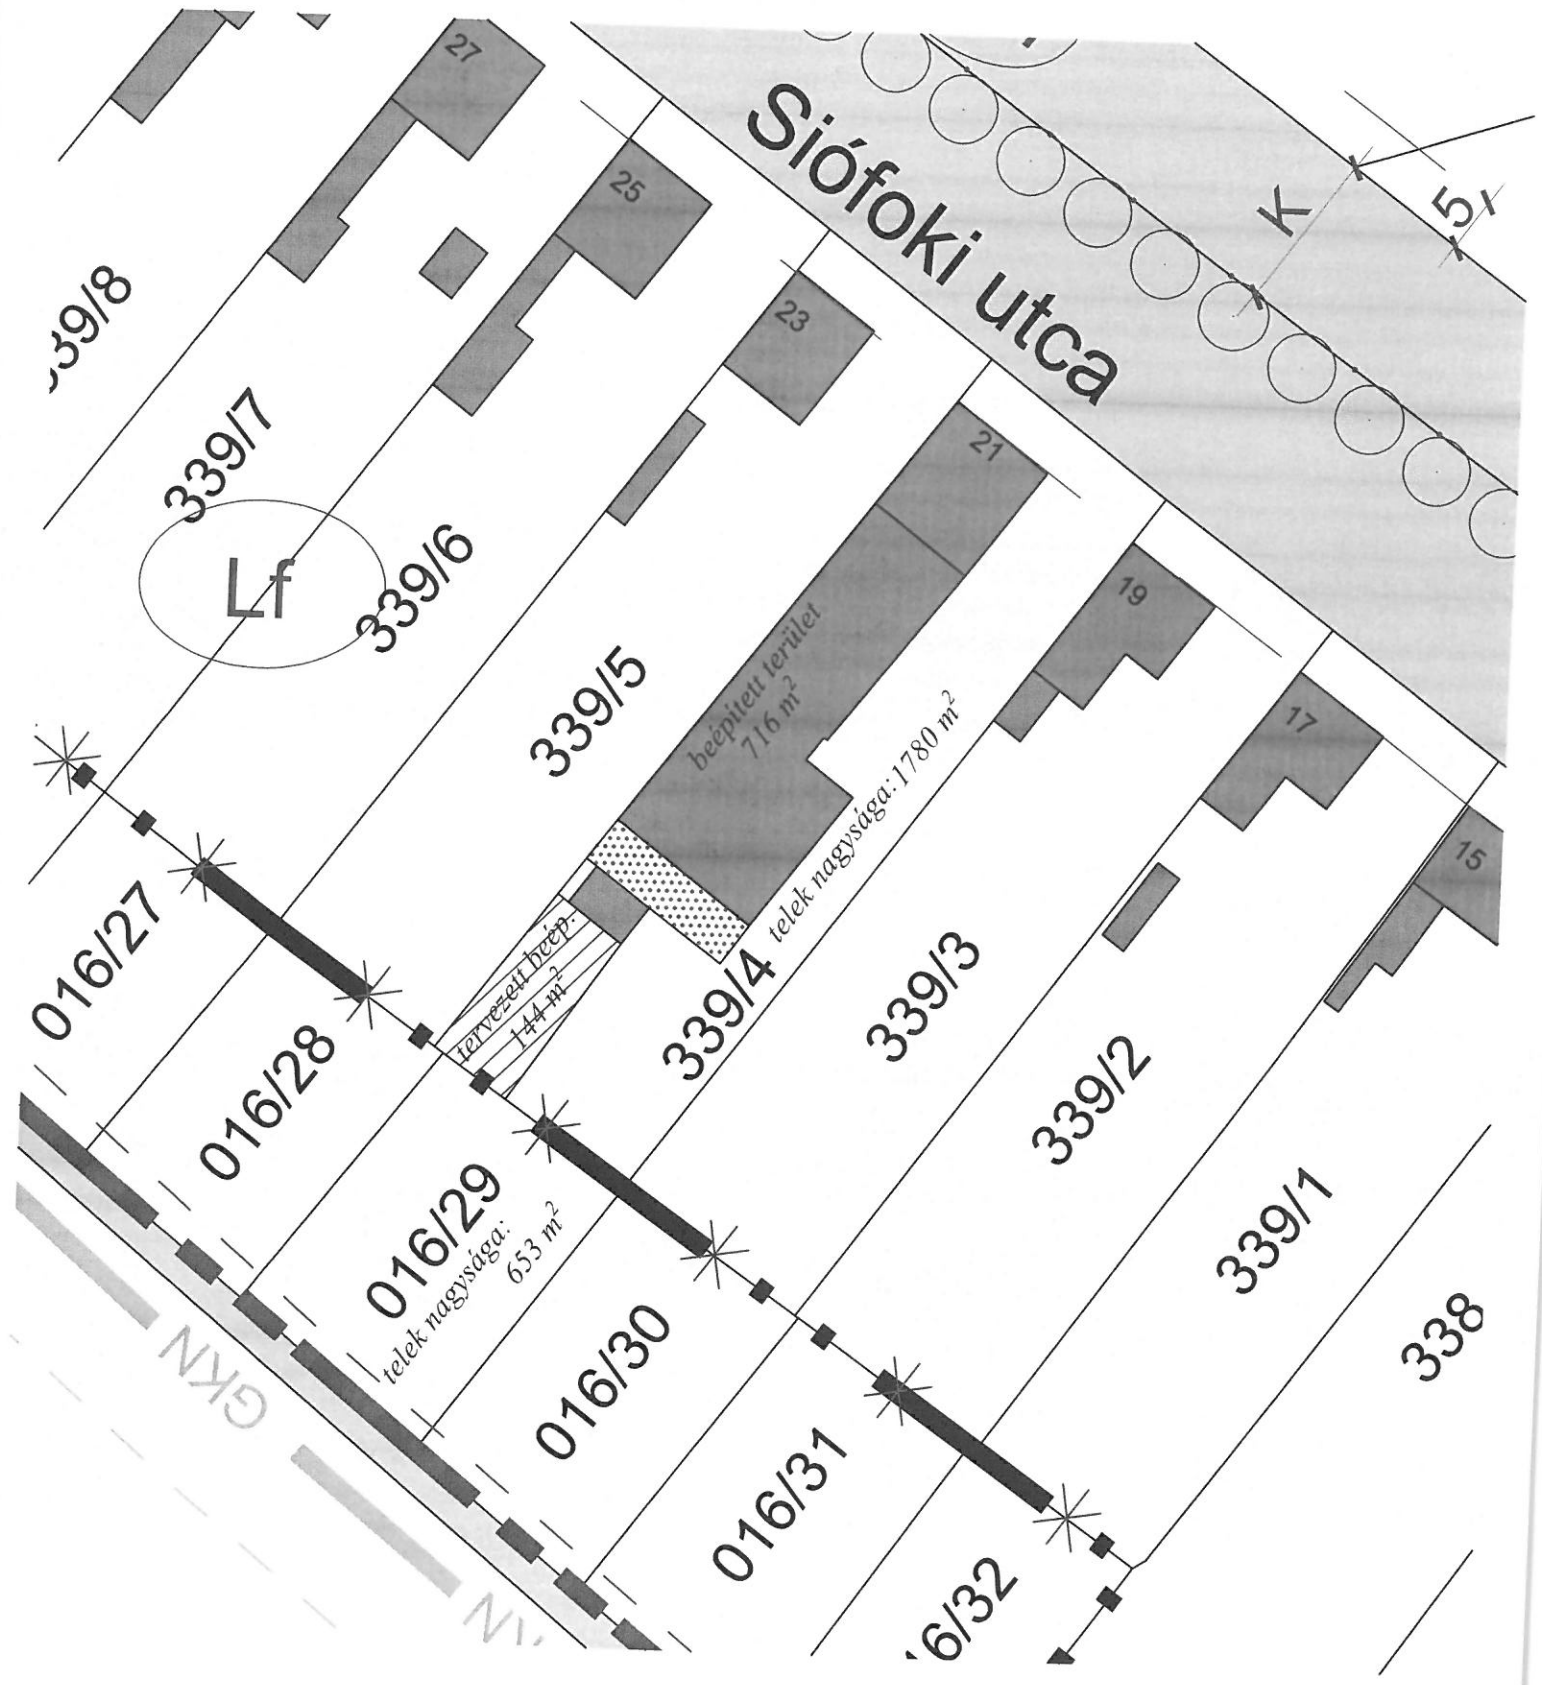 27
25
23
21
19
17
15
Siófoki utca
K
5
339/7
339/6
339/5
339/4
339/3
339/2
339/1
338
Lf
beépített terület
716 m²
telek nagysága:1780 m²
tervezett beép.
144 m²
016/27
016/28
016/29
telek nagysága:
653 m²
016/30
016/31
GKN